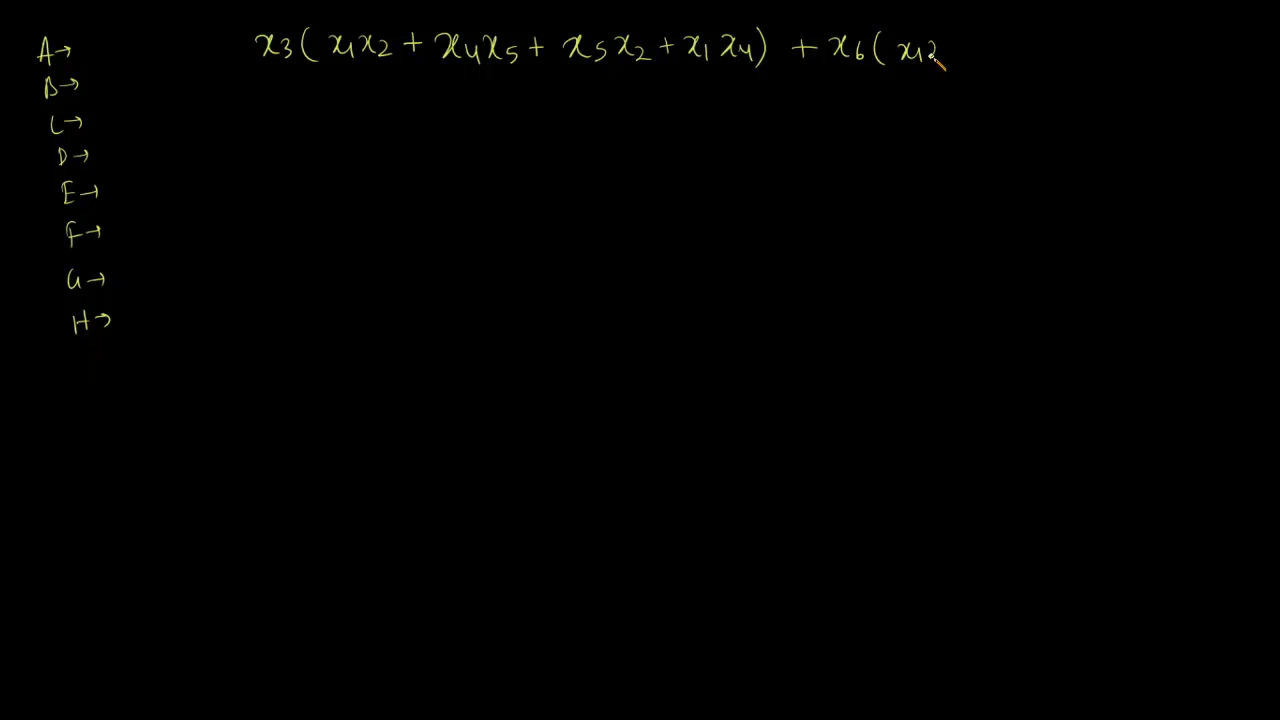 x3(x1x2 + x4x5 + x5x2 + x1x4) + x6(x1
A→
B→
C→
D→
E→
F→
G→
H→